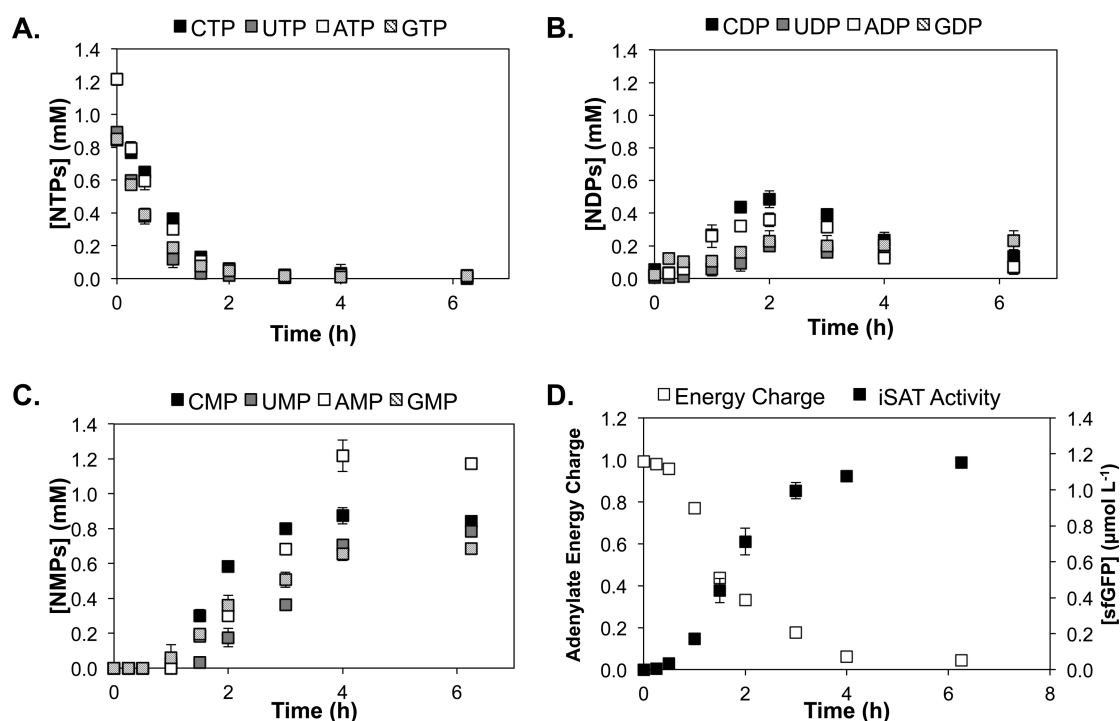 A.
CTP UTP ATP GTP
[NTPs] (mM)
1.4
1.2
1.0
0.8
0.6
0.4
0.2
0.0
0 2 4 6
Time (h)
B.
CDP UDP ADP GDP
[NDPs] (mM)
1.4
1.2
1.0
0.8
0.6
0.4
0.2
0.0
0 2 4 6
Time (h)
C.
CMP UMP AMP GMP
[NMPs] (mM)
1.4
1.2
1.0
0.8
0.6
0.4
0.2
0.0
0 2 4 6
Time (h)
D.
Energy Charge iSAT Activity
Adenylate Energy Charge
1.2
1.0
0.8
0.6
0.4
0.2
0.0
1.4
1.2
1.0
0.8
0.6
0.4
0.2
0.0
[sfGFP] (μmol L-1)
0 2 4 6 8
Time (h)